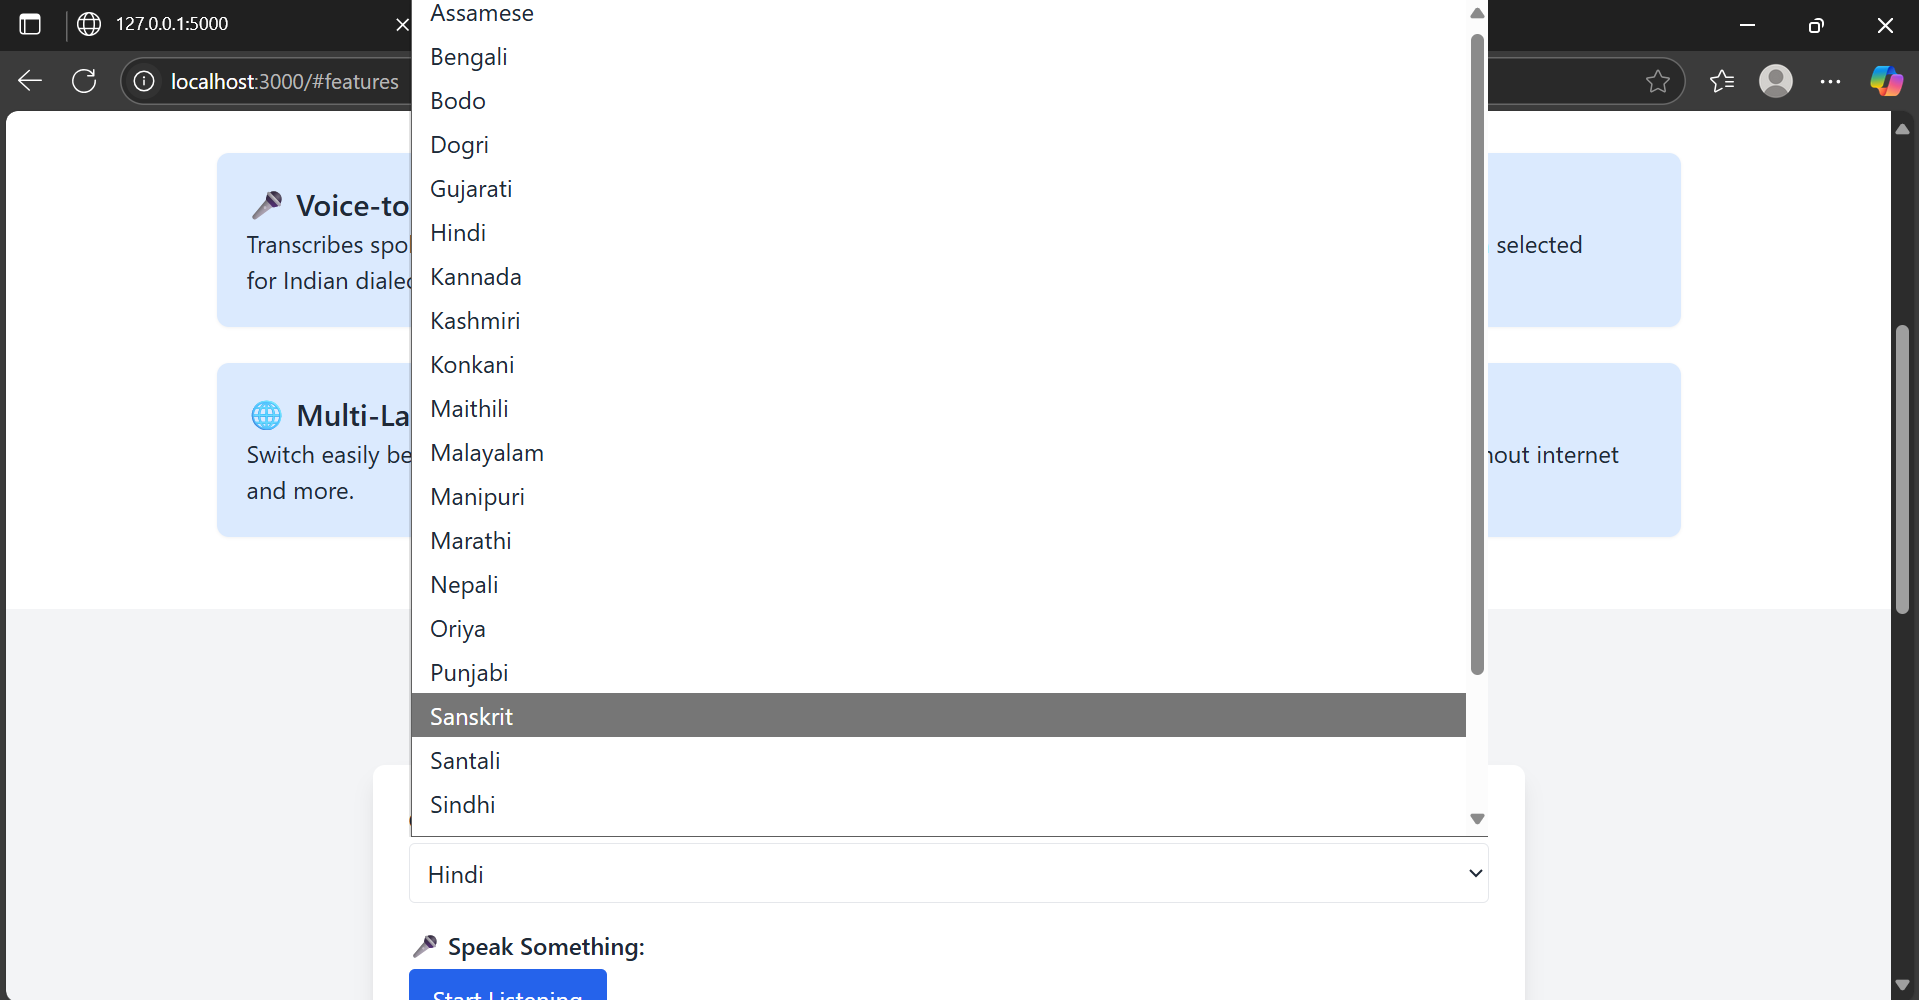 127.0.0.1:5000
localhost:3000/#features
Assamese
Bengali
Bodo
Dogri
Gujarati
Hindi
Kannada
Kashmiri
Konkani
Maithili
Malayalam
Manipuri
Marathi
Nepali
Oriya
Punjabi
Sanskrit
Santali
Sindhi
🎤 Voice-to
Transcribes spo
for Indian diale
selected
🌐 Multi-La
Switch easily be
and more.
hout internet
Hindi
🎤 Speak Something:
Start Listening